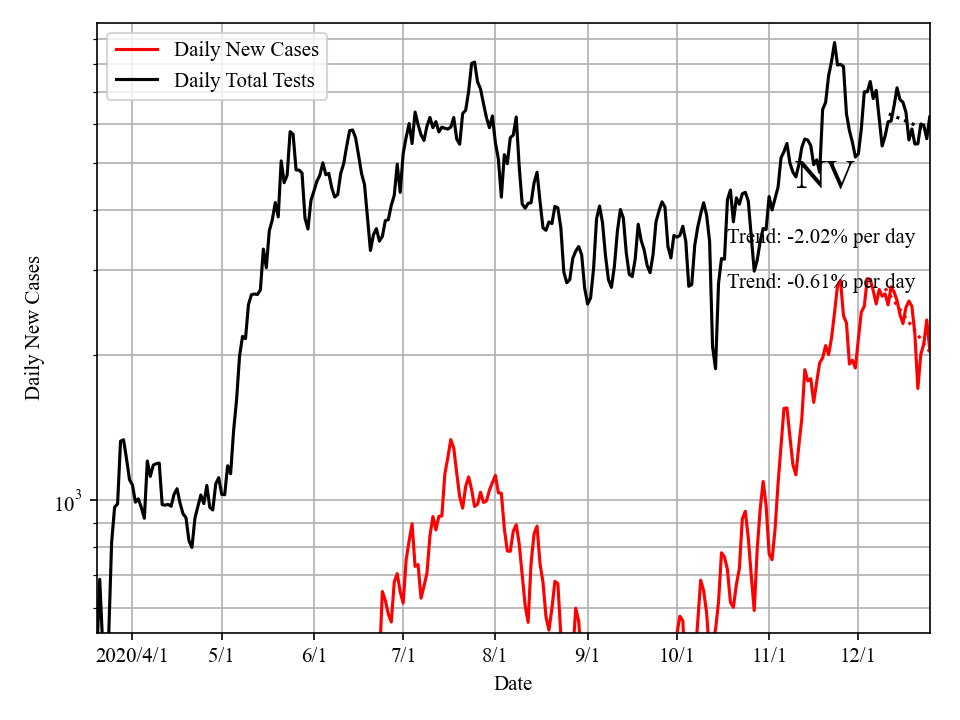 Daily New Cases
Daily Total Tests
NV
Trend: -2.02% per day
Trend: -0.61% per day
Daily New Cases
10^3
2020/4/1 5/1 6/1 7/1 8/1 9/1 10/1 11/1 12/1
Date